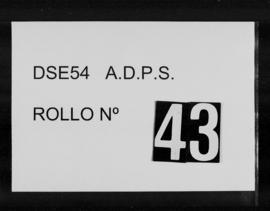 DSE54 A.D.P.S.
ROLLO Nº 43